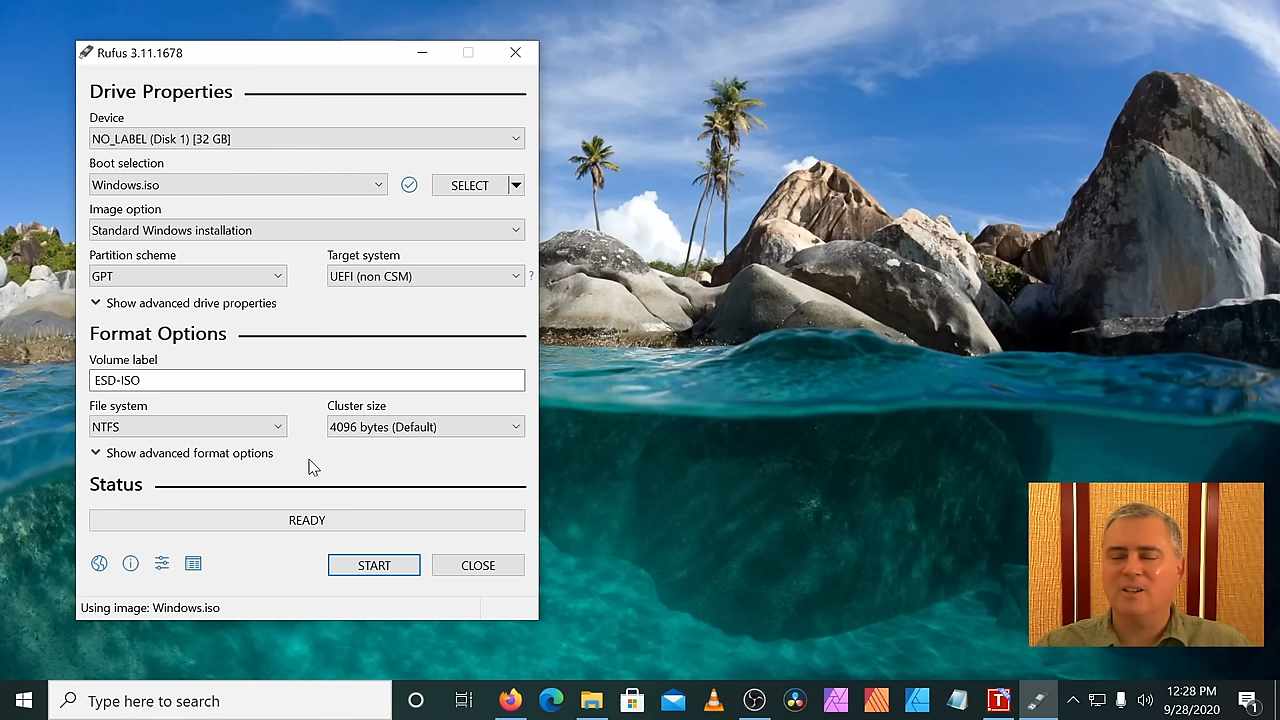 Rufus 3.11.1678
Drive Properties
Device
NO_LABEL (Disk 1) [32 GB]
Boot selection
Windows.iso
SELECT
Image option
Standard Windows installation
Partition scheme
Target system
GPT
UEFI (non CSM)
?
Show advanced drive properties
Format Options
Volume label
ESD-ISO
File system
Cluster size
NTFS
4096 bytes (Default)
Show advanced format options
Status
READY
START
CLOSE
Using image: Windows.iso
Type here to search
T
12:28 PM
9/28/2020
1